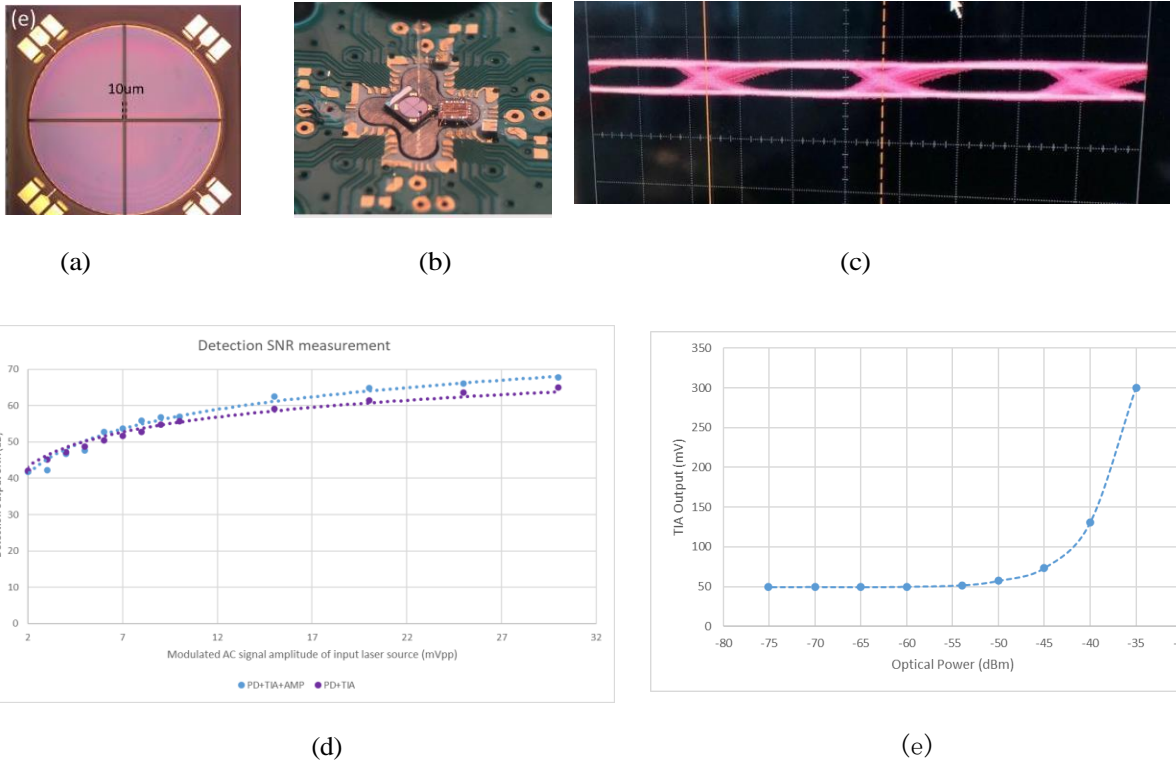 (e)
10um
(a)
(b)
(c)
Detection SNR measurement
70
60
50
40
30
20
10
0
2
7
12
17
22
27
32
Modulated AC signal amplitude of input laser source (mVpp)
PD+TIA+AMP
PD+TIA
(d)
350
300
250
200
150
100
50
0
TIA Output (mV)
-80
-75
-70
-65
-60
-55
-50
-45
-40
-35
Optical Power (dBm)
(e)